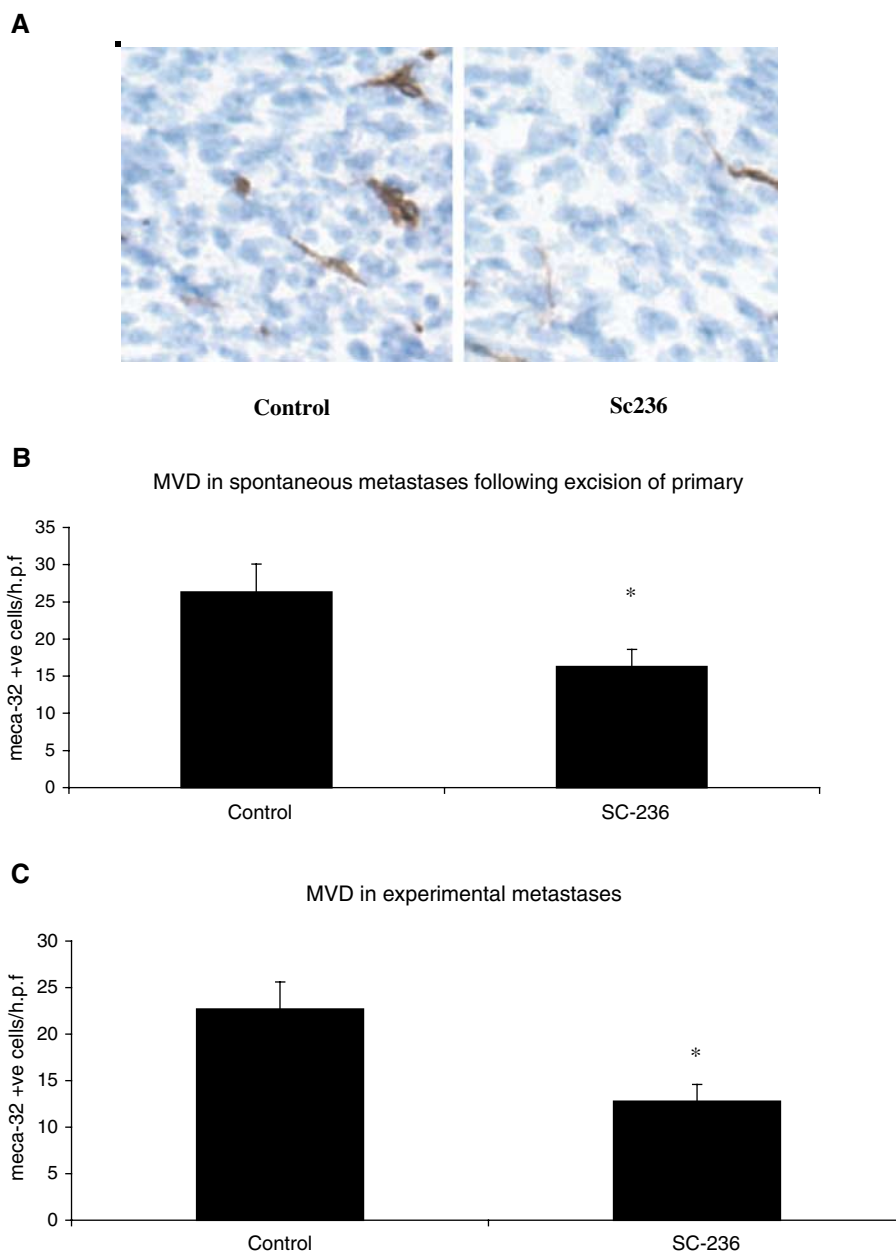 A
Control
Sc236
B
MVD in spontaneous metastases following excision of primary
meca-32 +ve cells/h.p.f
35
30
25
20
15
10
5
0
*
Control
SC-236
C
MVD in experimental metastases
meca-32 +ve cells/h.p.f
30
25
20
15
10
5
0
*
Control
SC-236